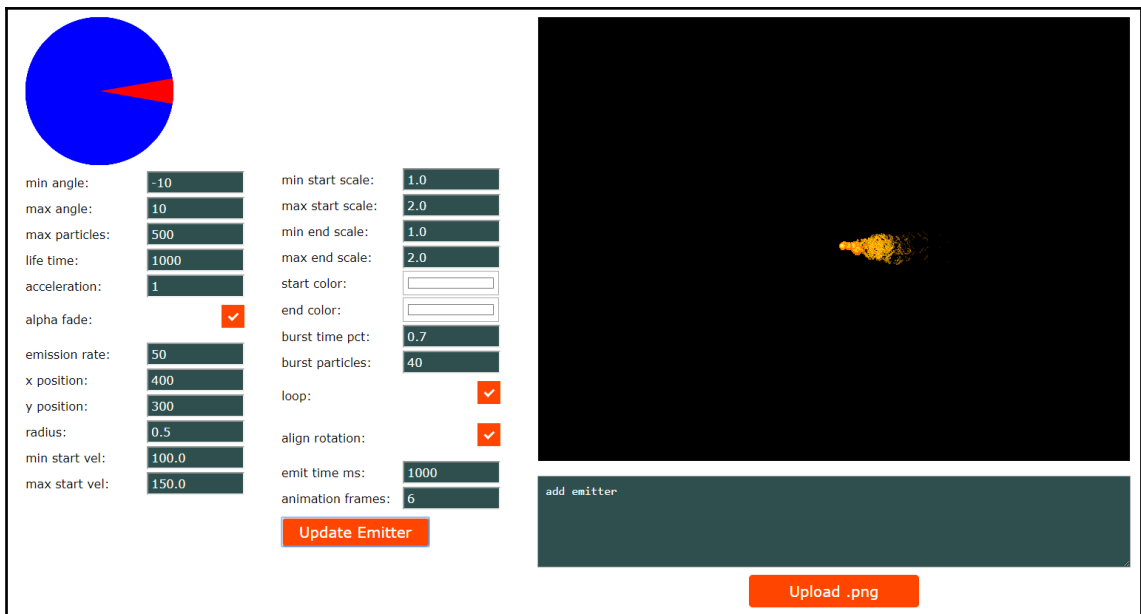 min angle: -10
max angle: 10
max particles: 500
life time: 1000
acceleration: 1
alpha fade:
emission rate: 50
x position: 400
y position: 300
radius: 0.5
min start vel: 100.0
max start vel: 150.0
min start scale: 1.0
max start scale: 2.0
min end scale: 1.0
max end scale: 2.0
start color:
end color:
burst time pct: 0.7
burst particles: 40
loop:
align rotation:
emit time ms: 1000
animation frames: 6
Update Emitter
add emitter
Upload .png